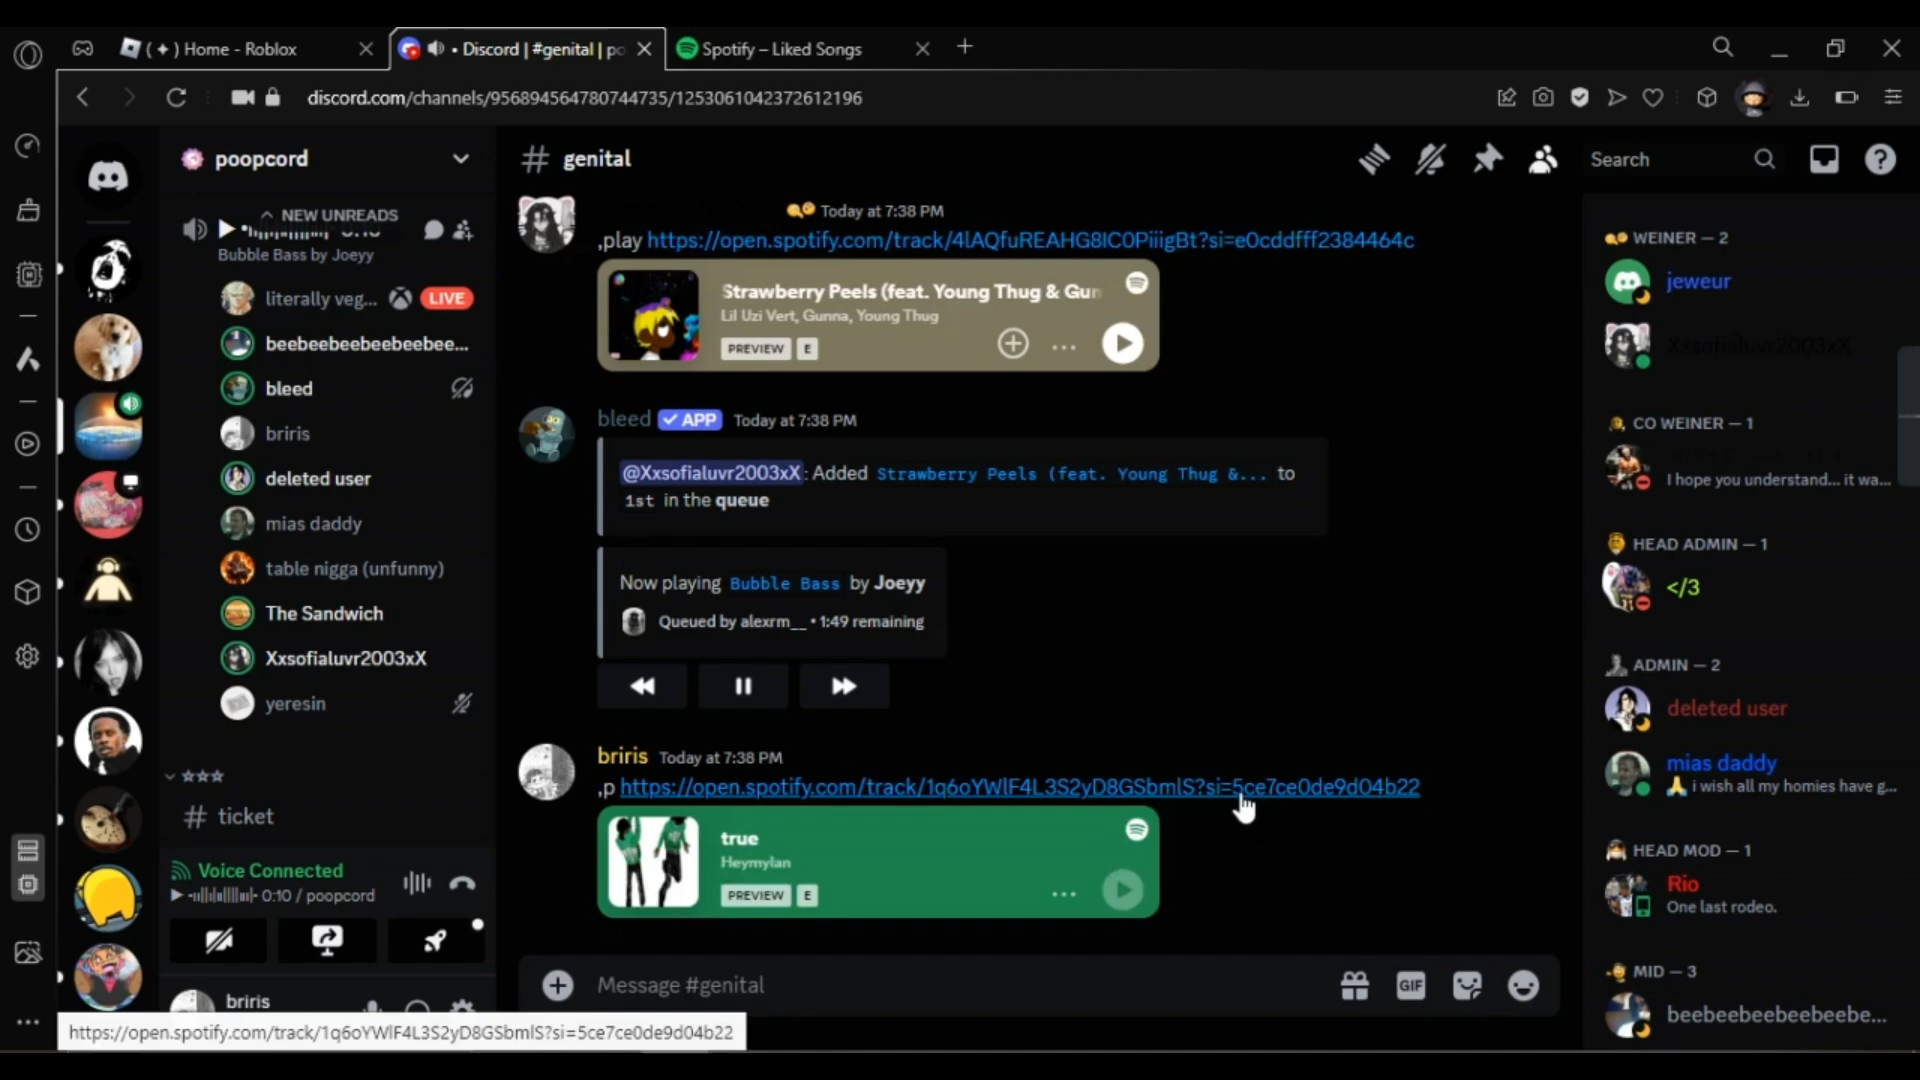 ( ✦ ) Home - Roblox
• Discord | #genital | po
Spotify – Liked Songs
discord.com/channels/956894564780744735/1253061042372612196
poopcord
NEW UNREADS
Bubble Bass by Joeyy
literally veg... LIVE
beebeebeebeebeebee...
bleed
briris
deleted user
mias daddy
table nigga (unfunny)
The Sandwich
XxsofiaIuvr2003xX
yeresin
☆☆☆
# ticket
Voice Connected
0:10 / poopcord
briris
https://open.spotify.com/track/1q6oYWlF4L3S2yD8GSbmlS?si=5ce7ce0de9d04b22
# genital
Search
Today at 7:38 PM
,play https://open.spotify.com/track/4lAQfuREAHG8IC0PiiigBt?si=e0cddfff2384464c
Strawberry Peels (feat. Young Thug & Gun
Lil Uzi Vert, Gunna, Young Thug
PREVIEW E
bleed ✓ APP Today at 7:38 PM
@XxsofiaIuvr2003xX: Added Strawberry Peels (feat. Young Thug &... to
1st in the queue
Now playing Bubble Bass by Joeyy
Queued by alexrm__ • 1:49 remaining
briris Today at 7:38 PM
,p https://open.spotify.com/track/1q6oYWlF4L3S2yD8GSbmlS?si=5ce7ce0de9d04b22
true
Heymylan
PREVIEW E
Message #genital
GIF
WEINER — 2
jeweur
XxsofiaIuvr2003xX
CO WEINER — 1
I hope you understand... it wa...
HEAD ADMIN — 1
</3
ADMIN — 2
deleted user
mias daddy
🙏 i wish all my homies have g...
HEAD MOD — 1
Rio
One last rodeo.
MID — 3
beebeebeebeebeebe...